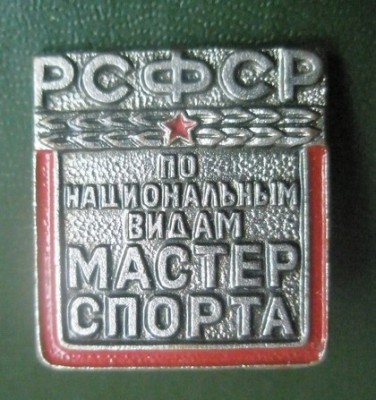 РСФСР
ПО
НАЦИОНАЛЬНЫМ
ВИДАМ
МАСТЕР
СПОРТА